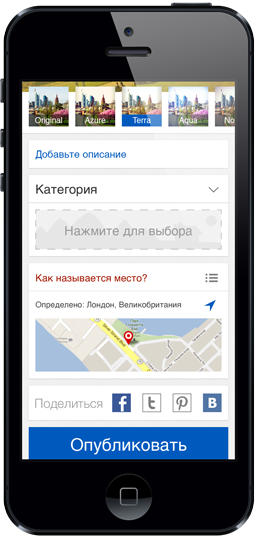 Original Azure Terra Aqua No
Добавьте описание
Категория
Нажмите для выбора
Как называется место?
Определено: Лондон, Великобритания
Поделиться f t P B
Опубликовать